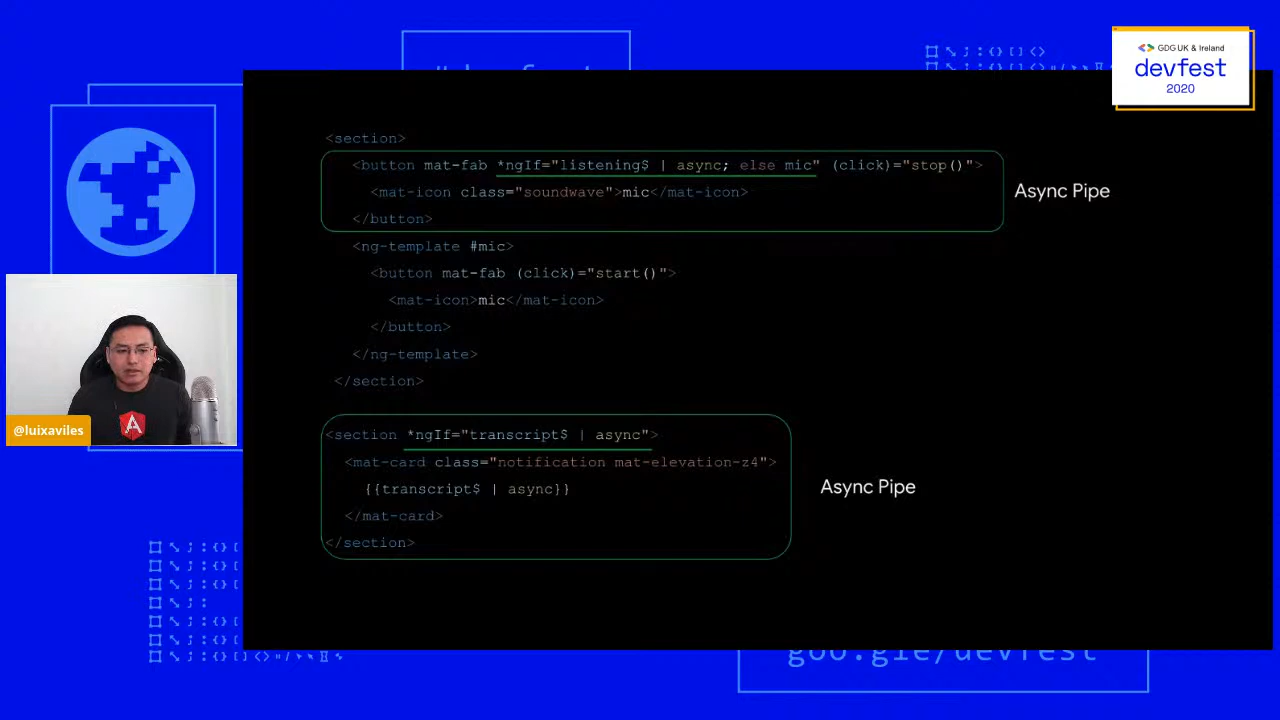 GDG UK & Ireland
devfest
2020
<section>
<button mat-fab *ngIf="listening$ | async; else mic" (click)="stop()">
<mat-icon class="soundwave">mic</mat-icon>
</button>
<ng-template #mic>
<button mat-fab (click)="start()">
<mat-icon>mic</mat-icon>
</button>
</ng-template>
</section>
Async Pipe
@luixaviles
<section *ngIf="transcript$ | async">
<mat-card class="notification mat-elevation-z4">
{{transcript$ | async}}
</mat-card>
</section>
Async Pipe
goo.gle/devfest